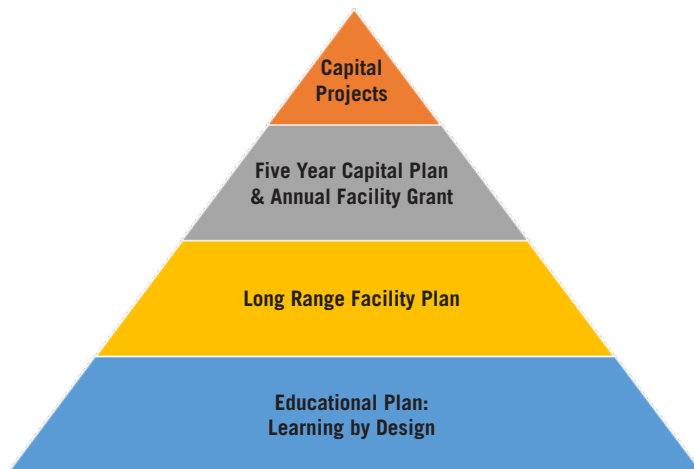 Capital
Projects
Five Year Capital Plan
& Annual Facility Grant
Long Range Facility Plan
Educational Plan:
Learning by Design